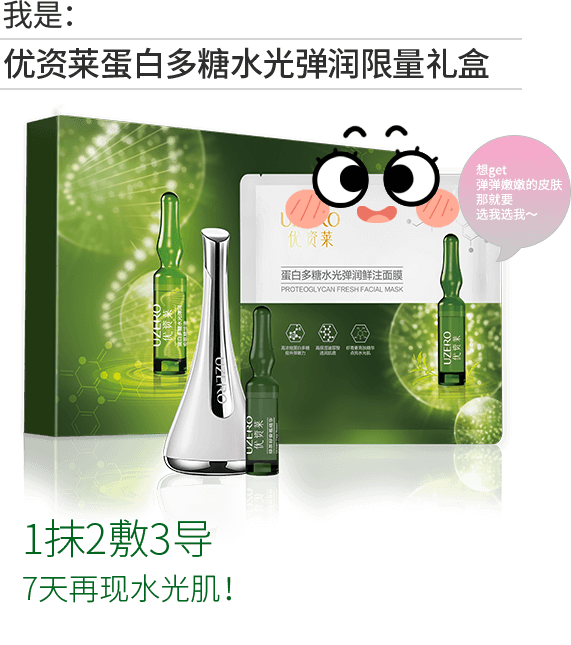 我是：
优资莱蛋白多糖水光弹润限量礼盒
想get
弹弹嫩嫩的皮肤
那就要
选我选我～
UZERO
优资莱
蛋白多糖水光弹润鲜注面膜
PROTEOGLYCAN FRESH FACIAL MASK
UZERO
优资莱
UZERO
UZERO
优资莱
UZERO
优资莱
1抹2敷3导
7天再现水光肌！